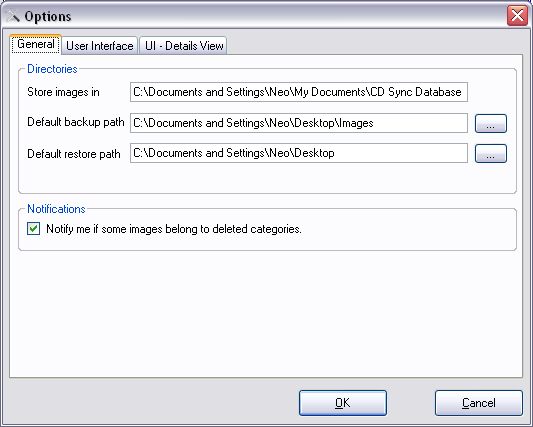 Options
General User Interface UI - Details View
Directories
Store images in C:\Documents and Settings\Neo\My Documents\CD Sync Database
Default backup path C:\Documents and Settings\Neo\Desktop\Images ...
Default restore path C:\Documents and Settings\Neo\Desktop ...
Notifications
Notify me if some images belong to deleted categories.
OK Cancel